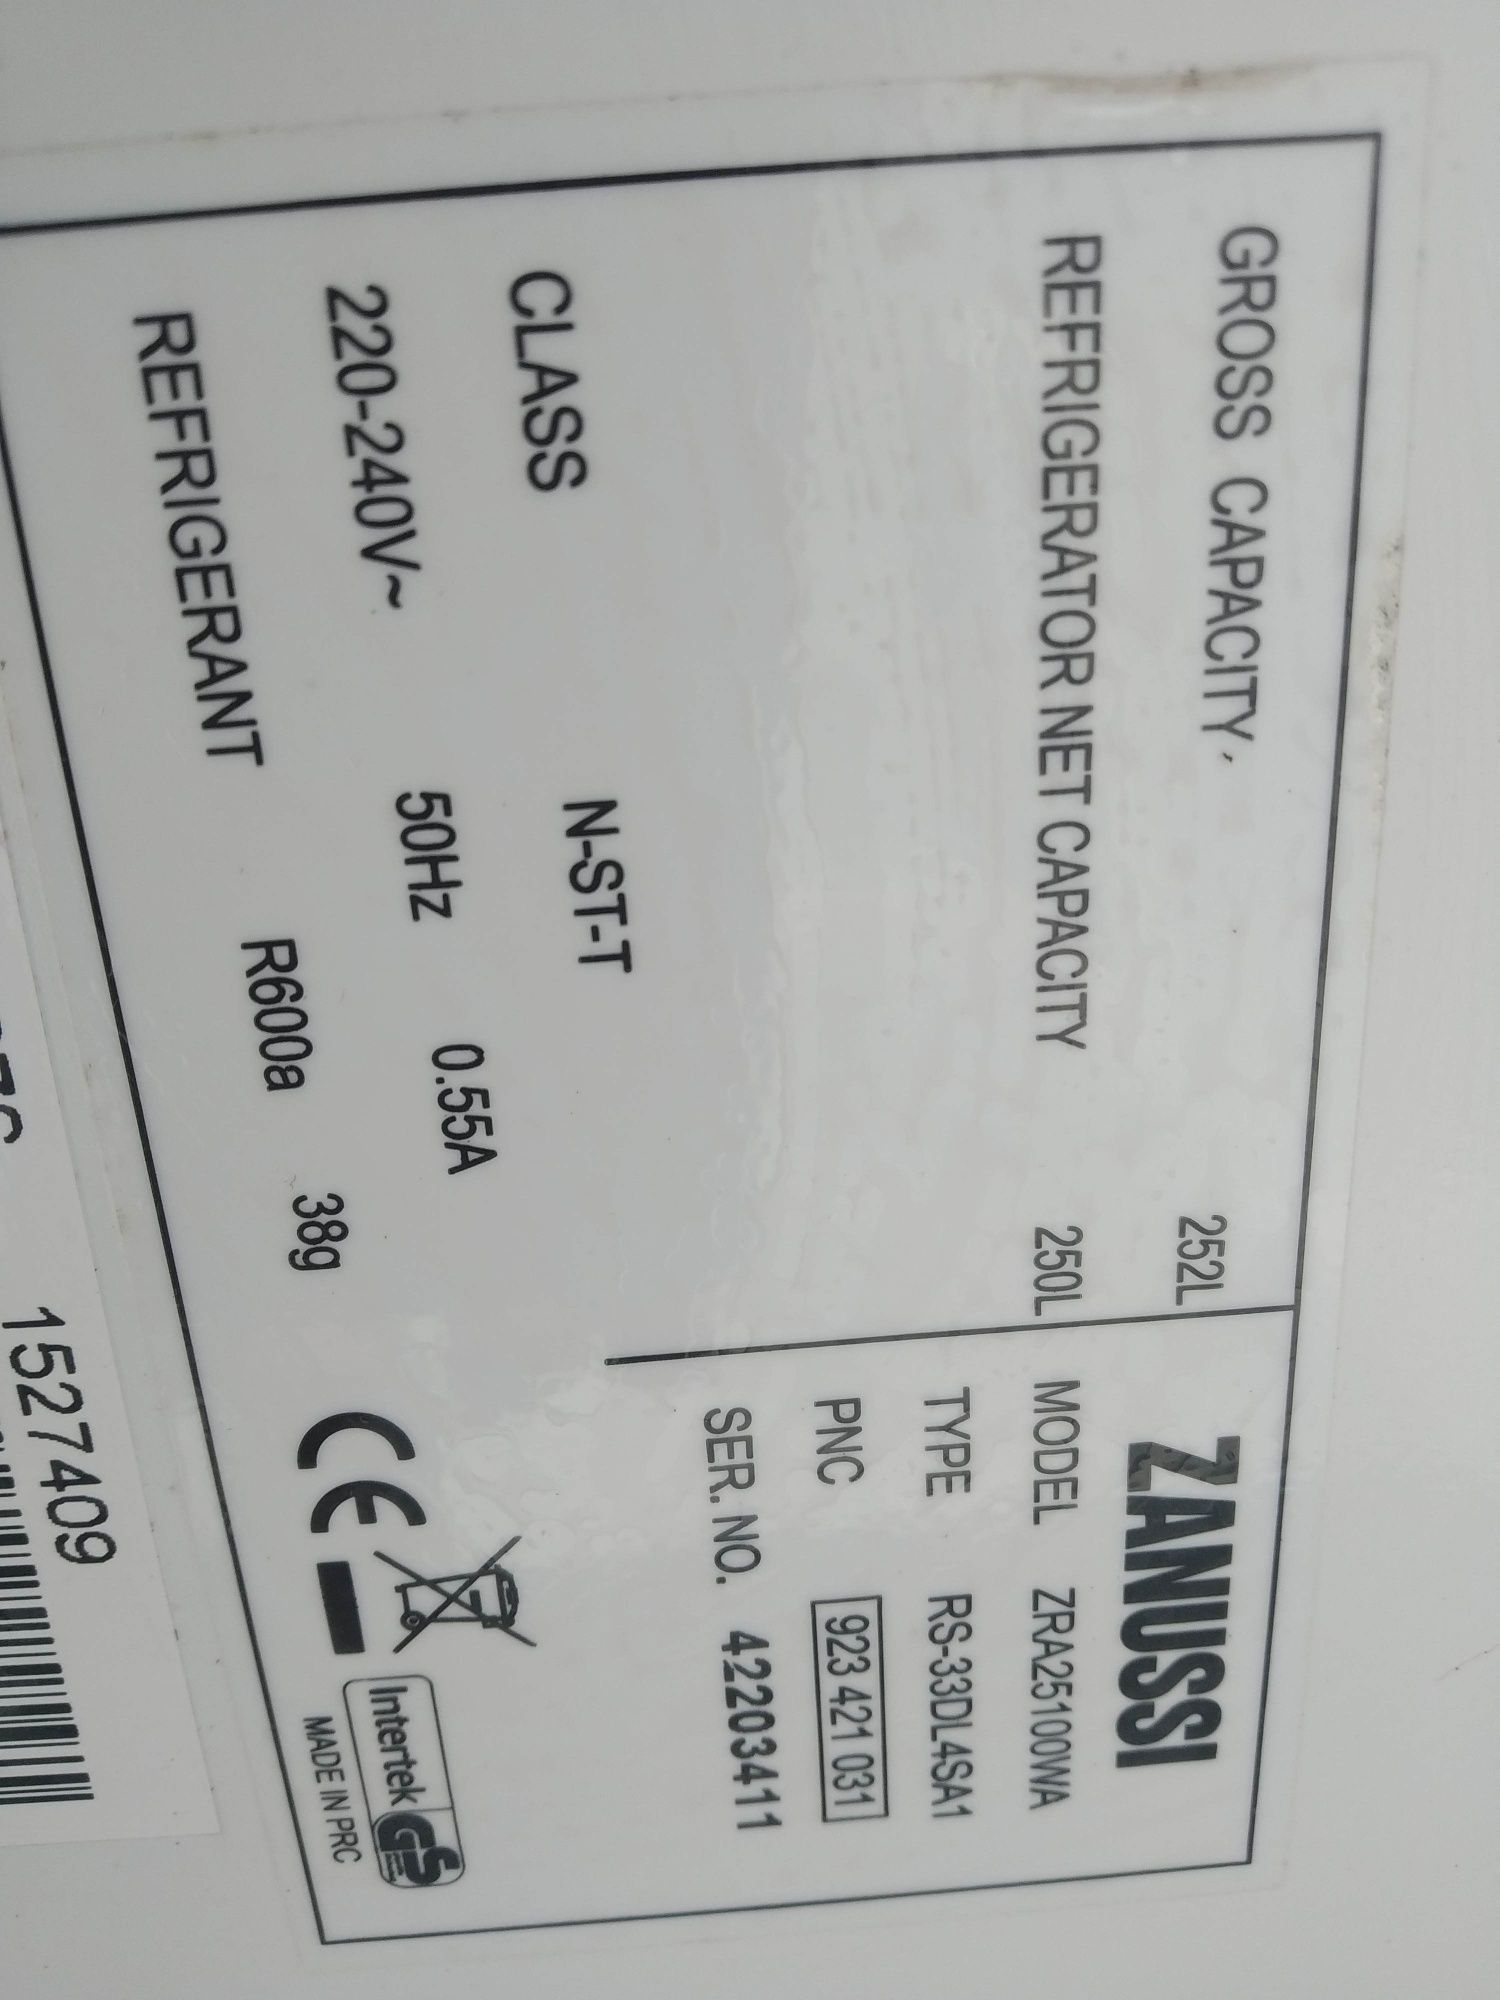 GROSS CAPACITY 252L
REFRIGERATOR NET CAPACITY 250L
CLASS N-ST-T
220-240V~ 50Hz 0.55A
REFRIGERANT R600a 38g
ZANUSSI
MODEL ZRA25100WA
TYPE RS-33DL4SA1
PNC 923 421 031
SER. NO. 42203411
CE
Intertek GS
MADE IN PRC
1527409